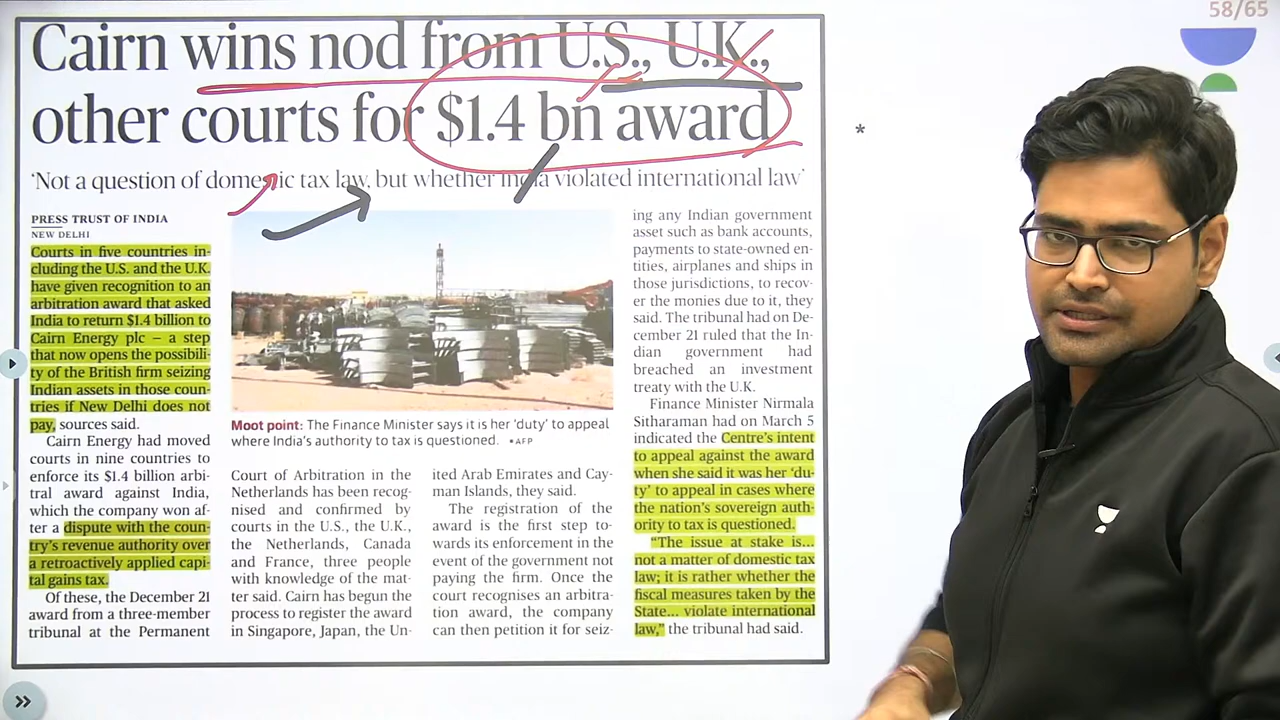 58/65
Cairn wins nod from U.S., U.K.,
other courts for $1.4 bn award
*
'Not a question of domestic tax law, but whether India violated international law'
PRESS TRUST OF INDIA
NEW DELHI
Courts in five countries in-
cluding the U.S. and the U.K.
have given recognition to an
arbitration award that asked
India to return $1.4 billion to
Cairn Energy plc – a step
that now opens the possibili-
ty of the British firm seizing
Indian assets in those coun-
tries if New Delhi does not
pay, sources said.
Cairn Energy had moved
courts in nine countries to
enforce its $1.4 billion arbi-
tral award against India,
which the company won af-
ter a dispute with the coun-
try's revenue authority over
a retroactively applied capi-
tal gains tax.
Of these, the December 21
award from a three-member
tribunal at the Permanent
Moot point: The Finance Minister says it is her 'duty' to appeal
where India's authority to tax is questioned. •AFP
Court of Arbitration in the
Netherlands has been recog-
nised and confirmed by
courts in the U.S., the U.K.,
the Netherlands, Canada
and France, three people
with knowledge of the mat-
ter said. Cairn has begun the
process to register the award
in Singapore, Japan, the Un-
ited Arab Emirates and Cay-
man Islands, they said.
The registration of the
award is the first step to-
wards its enforcement in the
event of the government not
paying the firm. Once the
court recognises an arbitra-
tion award, the company
can then petition it for seiz-
ing any Indian government
asset such as bank accounts,
payments to state-owned en-
tities, airplanes and ships in
those jurisdictions, to recov-
er the monies due to it, they
said. The tribunal had on De-
cember 21 ruled that the In-
dian government had
breached an investment
treaty with the U.K.
Finance Minister Nirmala
Sitharaman had on March 5
indicated the Centre's intent
to appeal against the award
when she said it was her 'du-
ty' to appeal in cases where
the nation's sovereign auth-
ority to tax is questioned.
"The issue at stake is...
not a matter of domestic tax
law; it is rather whether the
fiscal measures taken by the
State... violate international
law," the tribunal had said.